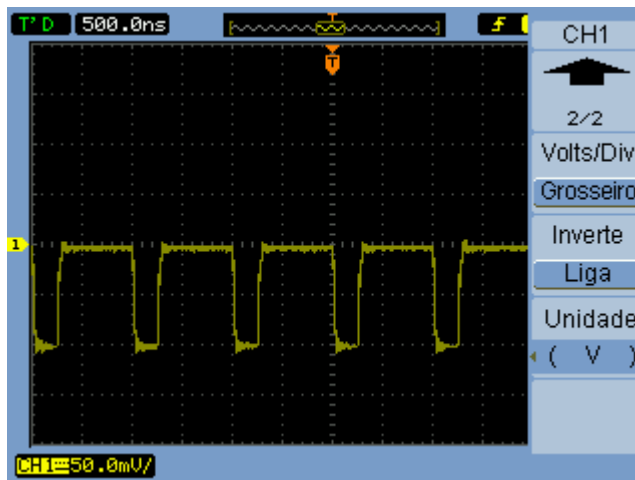 T'D 500.0ns
CH1
T
2/2
Volts/Div
Grosseiro
1
Inverte
Liga
Unidade
( V )
CH1 50.0mV/